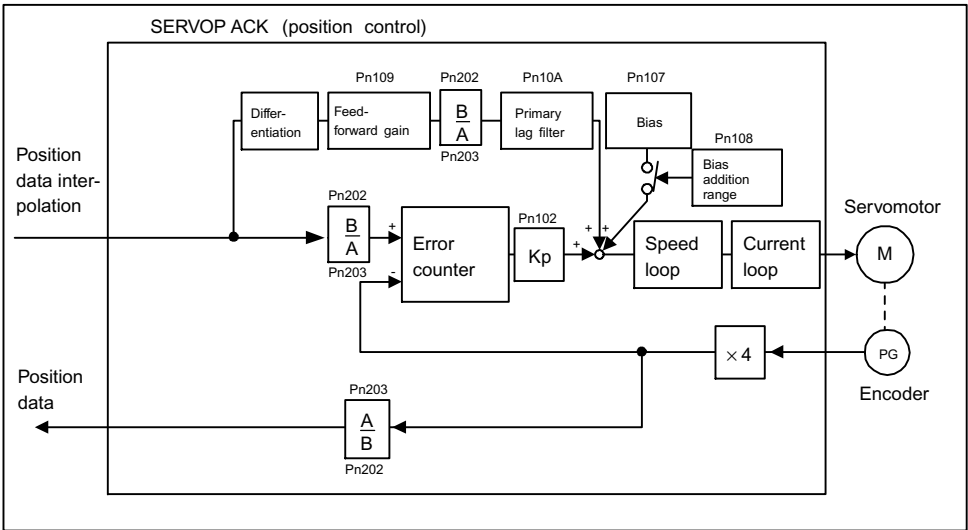 SERVOP ACK (position control)
Pn109
Pn202
Pn10A
Pn107
Differ-
entiation
Feed-
forward gain
B
A
Pn203
Primary
lag filter
Bias
Pn108
Bias
addition
range
Position
data inter-
polation
Pn202
B
A
Pn203
+
-
Error
counter
Pn102
Kp
+
+
+
Speed
loop
Current
loop
Servomotor
M
× 4
PG
Encoder
Position
data
Pn203
A
B
Pn202